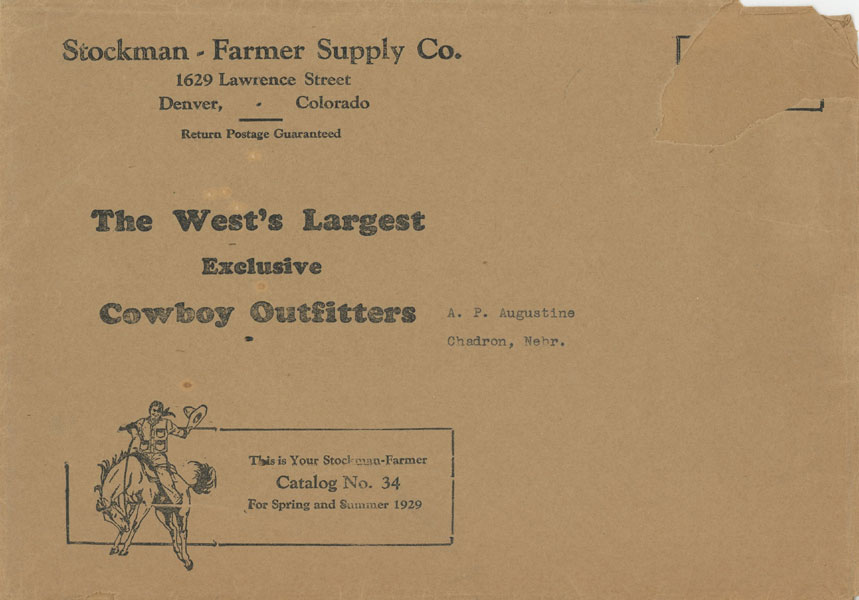 Stockman - Farmer Supply Co.
1629 Lawrence Street
Denver, - Colorado
Return Postage Guaranteed
The West's Largest
Exclusive
Cowboy Outfitters
A. P. Augustine
Chadron, Nebr.
This is Your Stockman-Farmer
Catalog No. 34
For Spring and Summer 1929